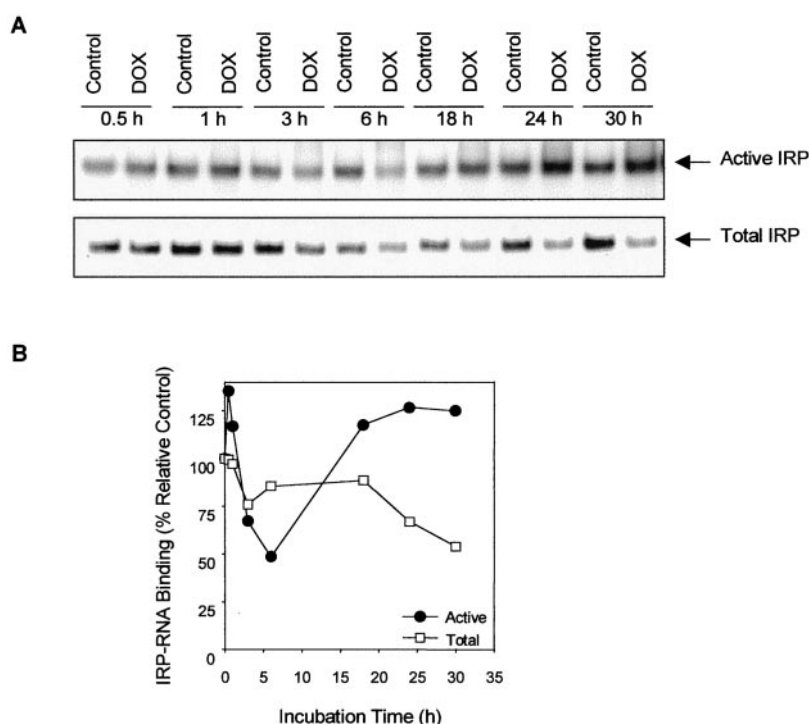 A
Control DOX Control DOX Control DOX Control DOX Control DOX Control DOX Control DOX
0.5 h 1 h 3 h 6 h 18 h 24 h 30 h
Active IRP
Total IRP
B
IRP-RNA Binding (% Relative Control)
125
100
75
50
25
0
Active
Total
0 5 10 15 20 25 30 35
Incubation Time (h)